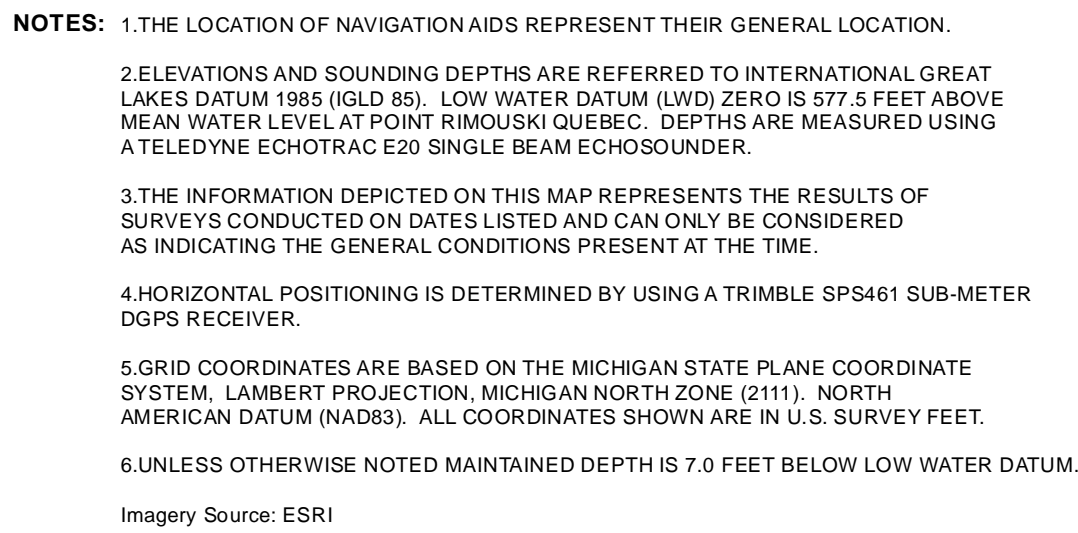 NOTES: 1.THE LOCATION OF NAVIGATION AIDS REPRESENT THEIR GENERAL LOCATION.
2.ELEVATIONS AND SOUNDING DEPTHS ARE REFERRED TO INTERNATIONAL GREAT
LAKES DATUM 1985 (IGLD 85). LOW WATER DATUM (LWD) ZERO IS 577.5 FEET ABOVE
MEAN WATER LEVEL AT POINT RIMOUSKI QUEBEC. DEPTHS ARE MEASURED USING
A TELEDYNE ECHOTRAC E20 SINGLE BEAM ECHOSOUNDER.
3.THE INFORMATION DEPICTED ON THIS MAP REPRESENTS THE RESULTS OF
SURVEYS CONDUCTED ON DATES LISTED AND CAN ONLY BE CONSIDERED
AS INDICATING THE GENERAL CONDITIONS PRESENT AT THE TIME.
4.HORIZONTAL POSITIONING IS DETERMINED BY USING A TRIMBLE SPS461 SUB-METER
DGPS RECEIVER.
5.GRID COORDINATES ARE BASED ON THE MICHIGAN STATE PLANE COORDINATE
SYSTEM, LAMBERT PROJECTION, MICHIGAN NORTH ZONE (2111). NORTH
AMERICAN DATUM (NAD83). ALL COORDINATES SHOWN ARE IN U.S. SURVEY FEET.
6.UNLESS OTHERWISE NOTED MAINTAINED DEPTH IS 7.0 FEET BELOW LOW WATER DATUM.
Imagery Source: ESRI